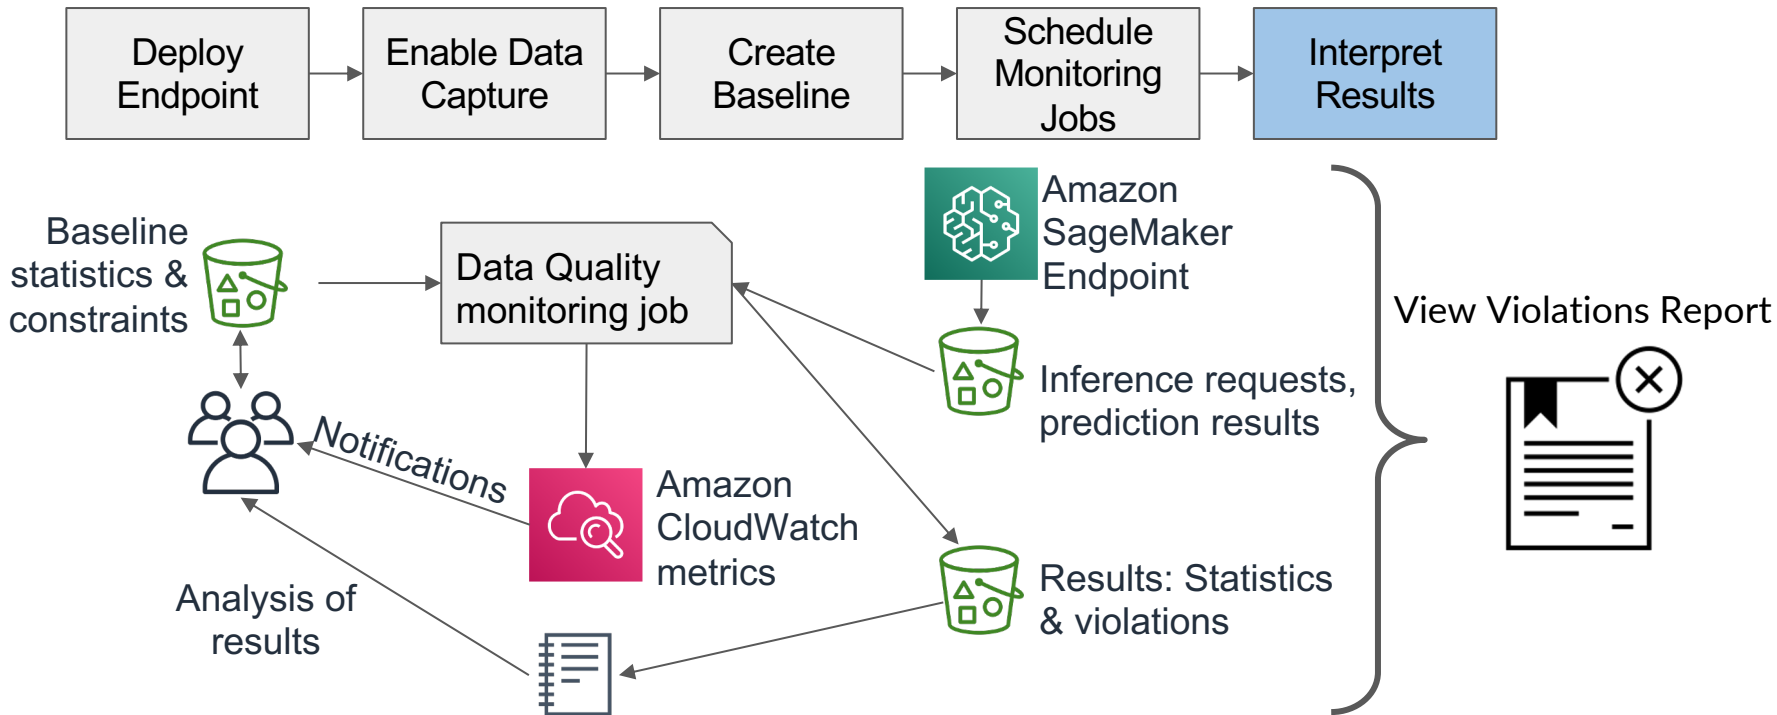 Deploy
Endpoint
Enable Data
Capture
Create
Baseline
Schedule
Monitoring
Jobs
Interpret
Results
Baseline
statistics &
constraints
Data Quality
monitoring job
Amazon
SageMaker
Endpoint
View Violations Report
Inference requests,
prediction results
Notifications
Amazon
CloudWatch
metrics
Results: Statistics
& violations
Analysis of
results